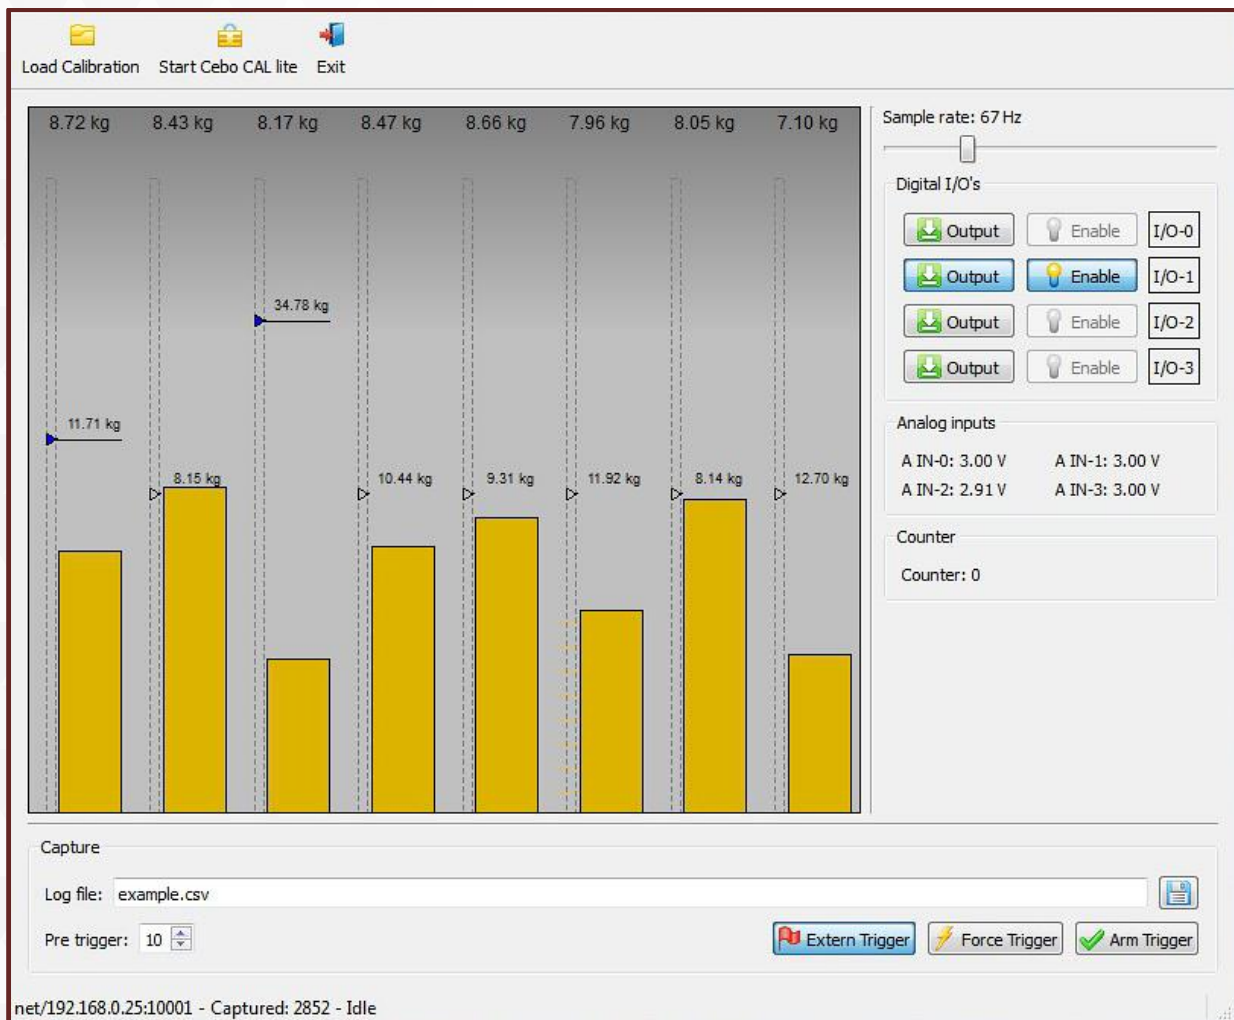 Load Calibration Start Cebo CAL lite Exit
8.72 kg 8.43 kg 8.17 kg 8.47 kg 8.66 kg 7.96 kg 8.05 kg 7.10 kg
34.78 kg
11.71 kg
8.15 kg 10.44 kg 9.31 kg 11.92 kg 8.14 kg 12.70 kg
Sample rate: 67 Hz
Digital I/O's
Output Enable I/O-0
Output Enable I/O-1
Output Enable I/O-2
Output Enable I/O-3
Analog inputs
A IN-0: 3.00 V A IN-1: 3.00 V
A IN-2: 2.91 V A IN-3: 3.00 V
Counter
Counter: 0
Capture
Log file: example.csv
Pre trigger: 10 Extern Trigger Force Trigger Arm Trigger
net/192.168.0.25:10001 - Captured: 2852 - Idle